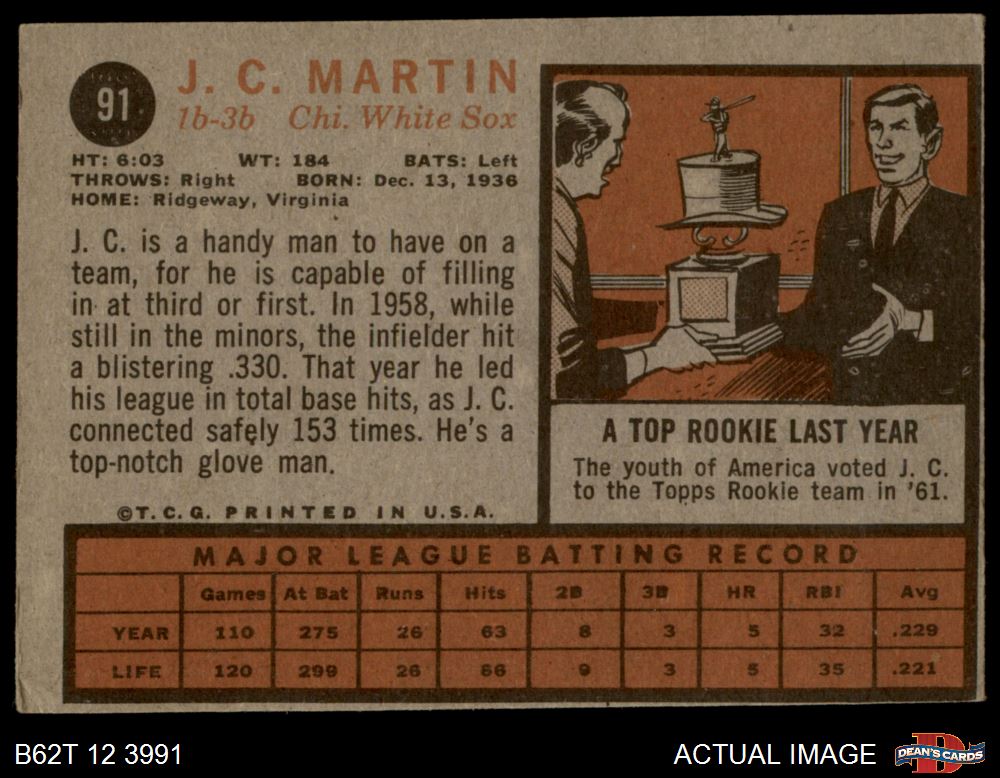 91
J. C. MARTIN
1b-3b Chi. White Sox
HT: 6:03 WT: 184 BATS: Left
THROWS: Right BORN: Dec. 13, 1936
HOME: Ridgeway, Virginia
J. C. is a handy man to have on a
team, for he is capable of filling
in at third or first. In 1958, while
still in the minors, the infielder hit
a blistering .330. That year he led
his league in total base hits, as J. C.
connected safely 153 times. He's a
top-notch glove man.
©T. C. G. PRINTED IN U.S.A.
A TOP ROOKIE LAST YEAR
The youth of America voted J. C.
to the Topps Rookie team in '61.
MAJOR LEAGUE BATTING RECORD
Games At Bat Runs Hits 2B 3B HR RBI Avg
YEAR 110 275 26 63 8 3 5 32 .229
LIFE 120 299 26 66 9 3 5 35 .221
B62T 12 3991
ACTUAL IMAGE
D
DEAN'S CARDS